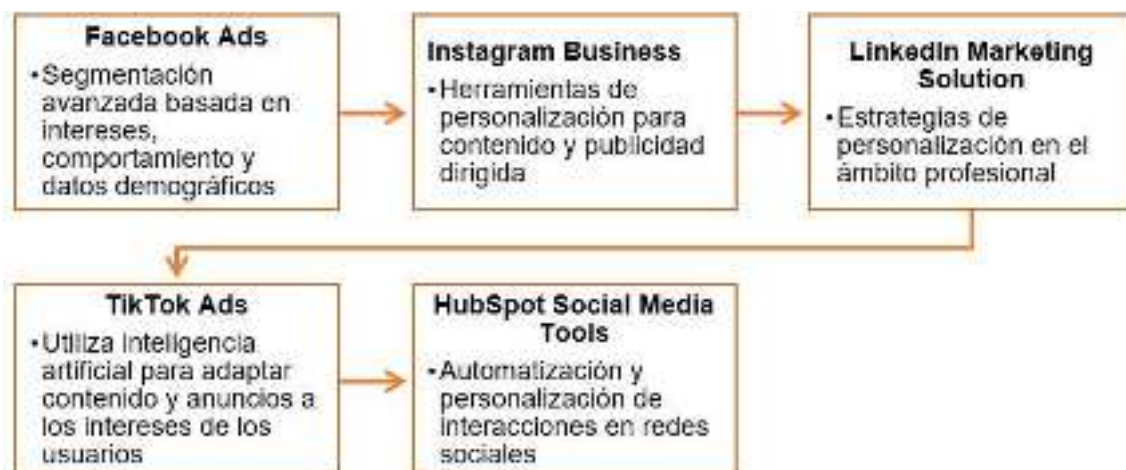 Facebook Ads
•Segmentación
avanzada basada en
intereses,
comportamiento y
datos demográficos
Instagram Business
•Herramientas de
personalización para
contenido y publicidad
dirigida
LinkedIn Marketing
Solution
•Estrategias de
personalización en el
ámbito profesional
TikTok Ads
•Utiliza inteligencia
artificial para adaptar
contenido y anuncios a
los intereses de los
usuarios
HubSpot Social Media
Tools
•Automatización y
personalización de
interacciones en redes
sociales